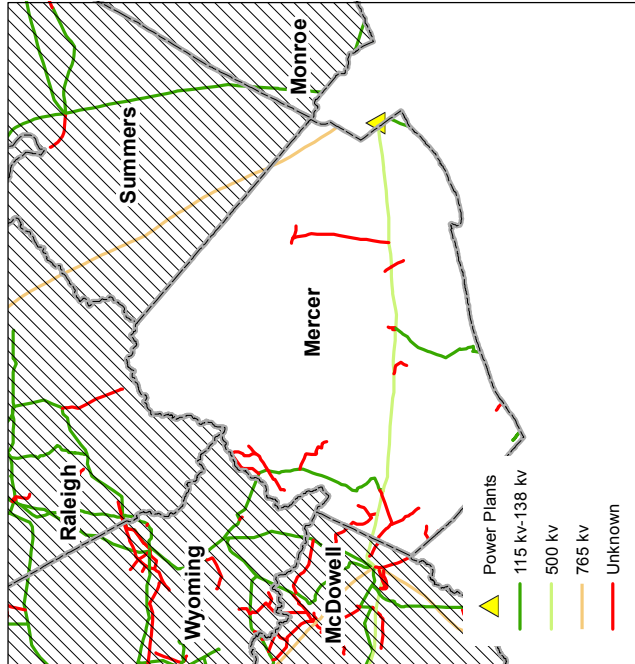 Raleigh
Summers
Monroe
Wyoming
Mercer
McDowell
Power Plants
115 kv-138 kv
500 kv
765 kv
Unknown